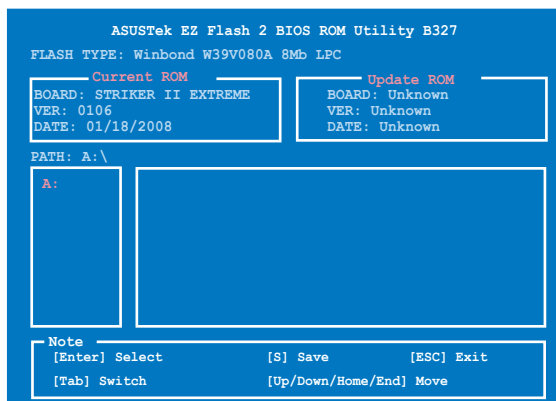 ASUSTek EZ Flash 2 BIOS ROM Utility B327
FLASH TYPE: Winbond W39V080A 8Mb LPC
Current ROM
BOARD: STRIKER II EXTREME
VER: 0106
DATE: 01/18/2008
Update ROM
BOARD: Unknown
VER: Unknown
DATE: Unknown
PATH: A:\
A:
Note
[Enter] Select [S] Save [ESC] Exit
[Tab] Switch [Up/Down/Home/End] Move